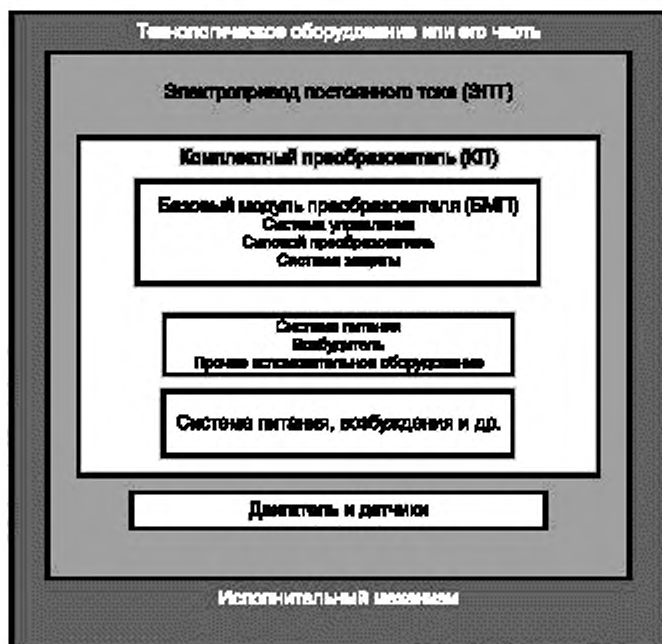 Технологическое оборудование или его часть
Электропривод постоянного тока (ЭПТ)
Комплектный преобразователь (КП)
Базовый модуль преобразователя (БМП)
Система управления
Силовой преобразователь
Система защиты
Система питания
Возбудитель
Прочее вспомогательное оборудование
Система питания, возбуждения и др.
Двигатель и датчики
Исполнительный механизм